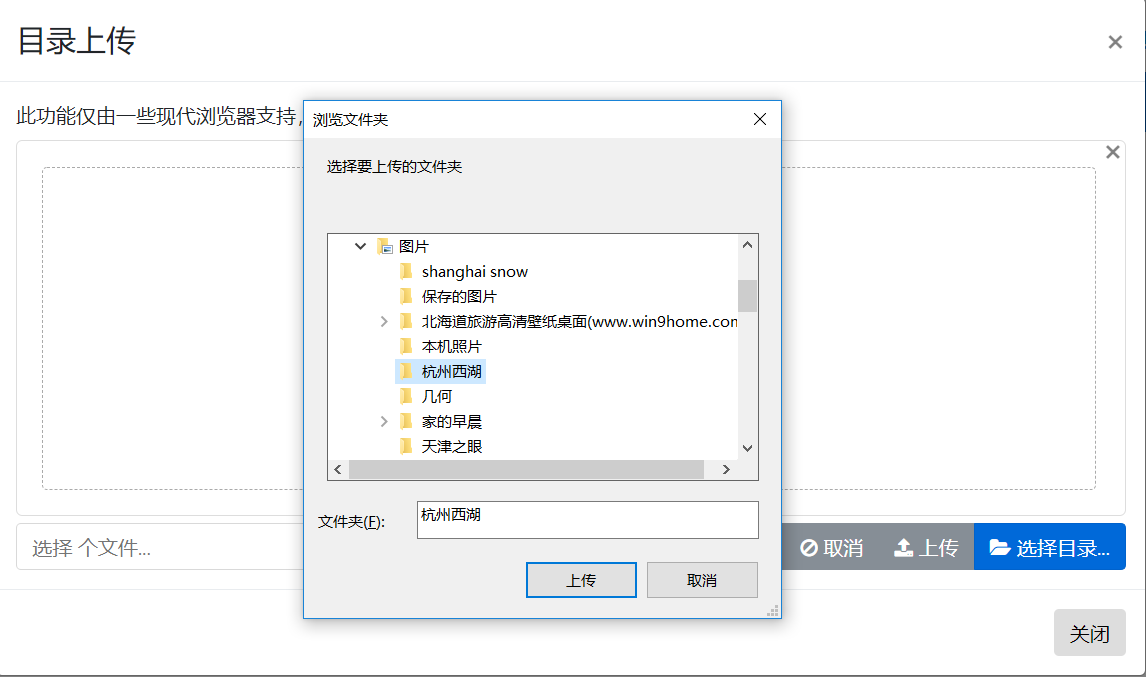 目录上传
此功能仅由一些现代浏览器支持,
浏览文件夹
选择要上传的文件夹
图片
shanghai snow
保存的图片
北海道旅游高清壁纸桌面(www.win9home.com
本机照片
杭州西湖
几何
家的早晨
天津之眼
文件夹(F):
杭州西湖
选择 个文件...
取消
上传
选择目录...
上传
取消
关闭